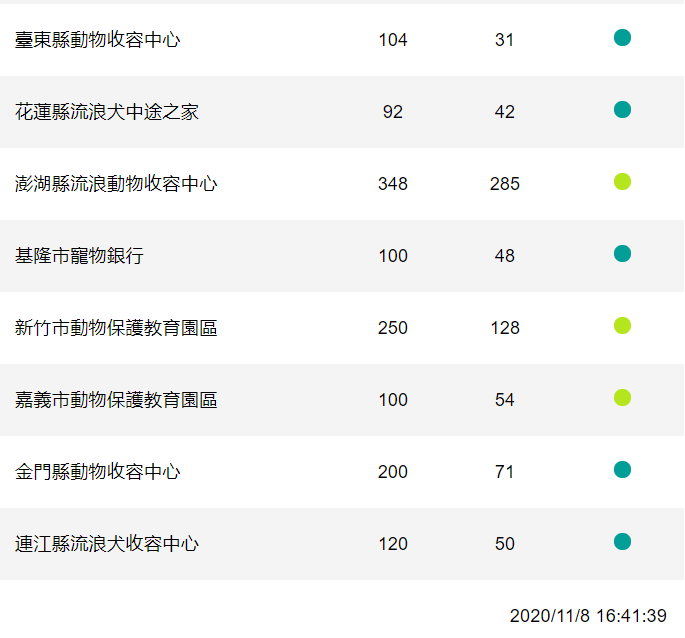 臺東縣動物收容中心 104 31
花蓮縣流浪犬中途之家 92 42
澎湖縣流浪動物收容中心 348 285
基隆市寵物銀行 100 48
新竹市動物保護教育園區 250 128
嘉義市動物保護教育園區 100 54
金門縣動物收容中心 200 71
連江縣流浪犬收容中心 120 50
2020/11/8 16:41:39